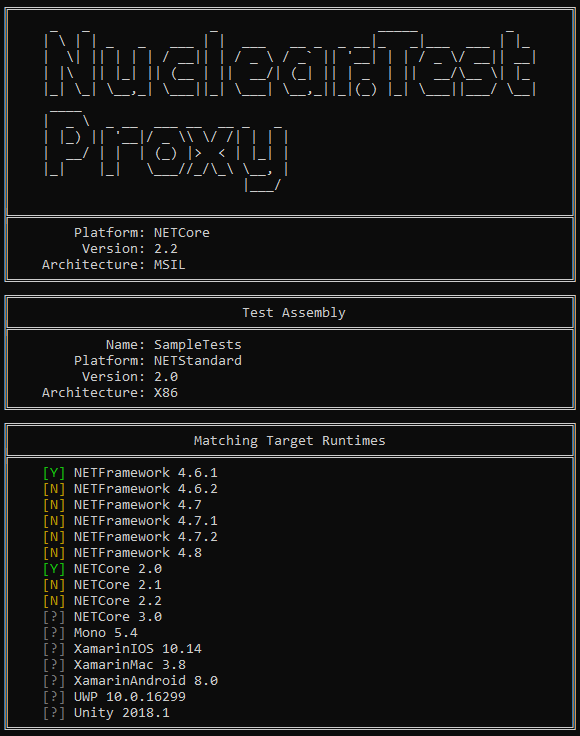 Nuclear.Test
Proxy
Platform: NETCore
Version: 2.2
Architecture: MSIL
Test Assembly
Name: SampleTests
Platform: NETStandard
Version: 2.0
Architecture: X86
Matching Target Runtimes
[Y] NETFramework 4.6.1
[N] NETFramework 4.6.2
[N] NETFramework 4.7
[N] NETFramework 4.7.1
[N] NETFramework 4.7.2
[N] NETFramework 4.8
[Y] NETCore 2.0
[N] NETCore 2.1
[N] NETCore 2.2
[?] NETCore 3.0
[?] Mono 5.4
[?] XamarinIOS 10.14
[?] XamarinMac 3.8
[?] XamarinAndroid 8.0
[?] UWP 10.0.16299
[?] Unity 2018.1